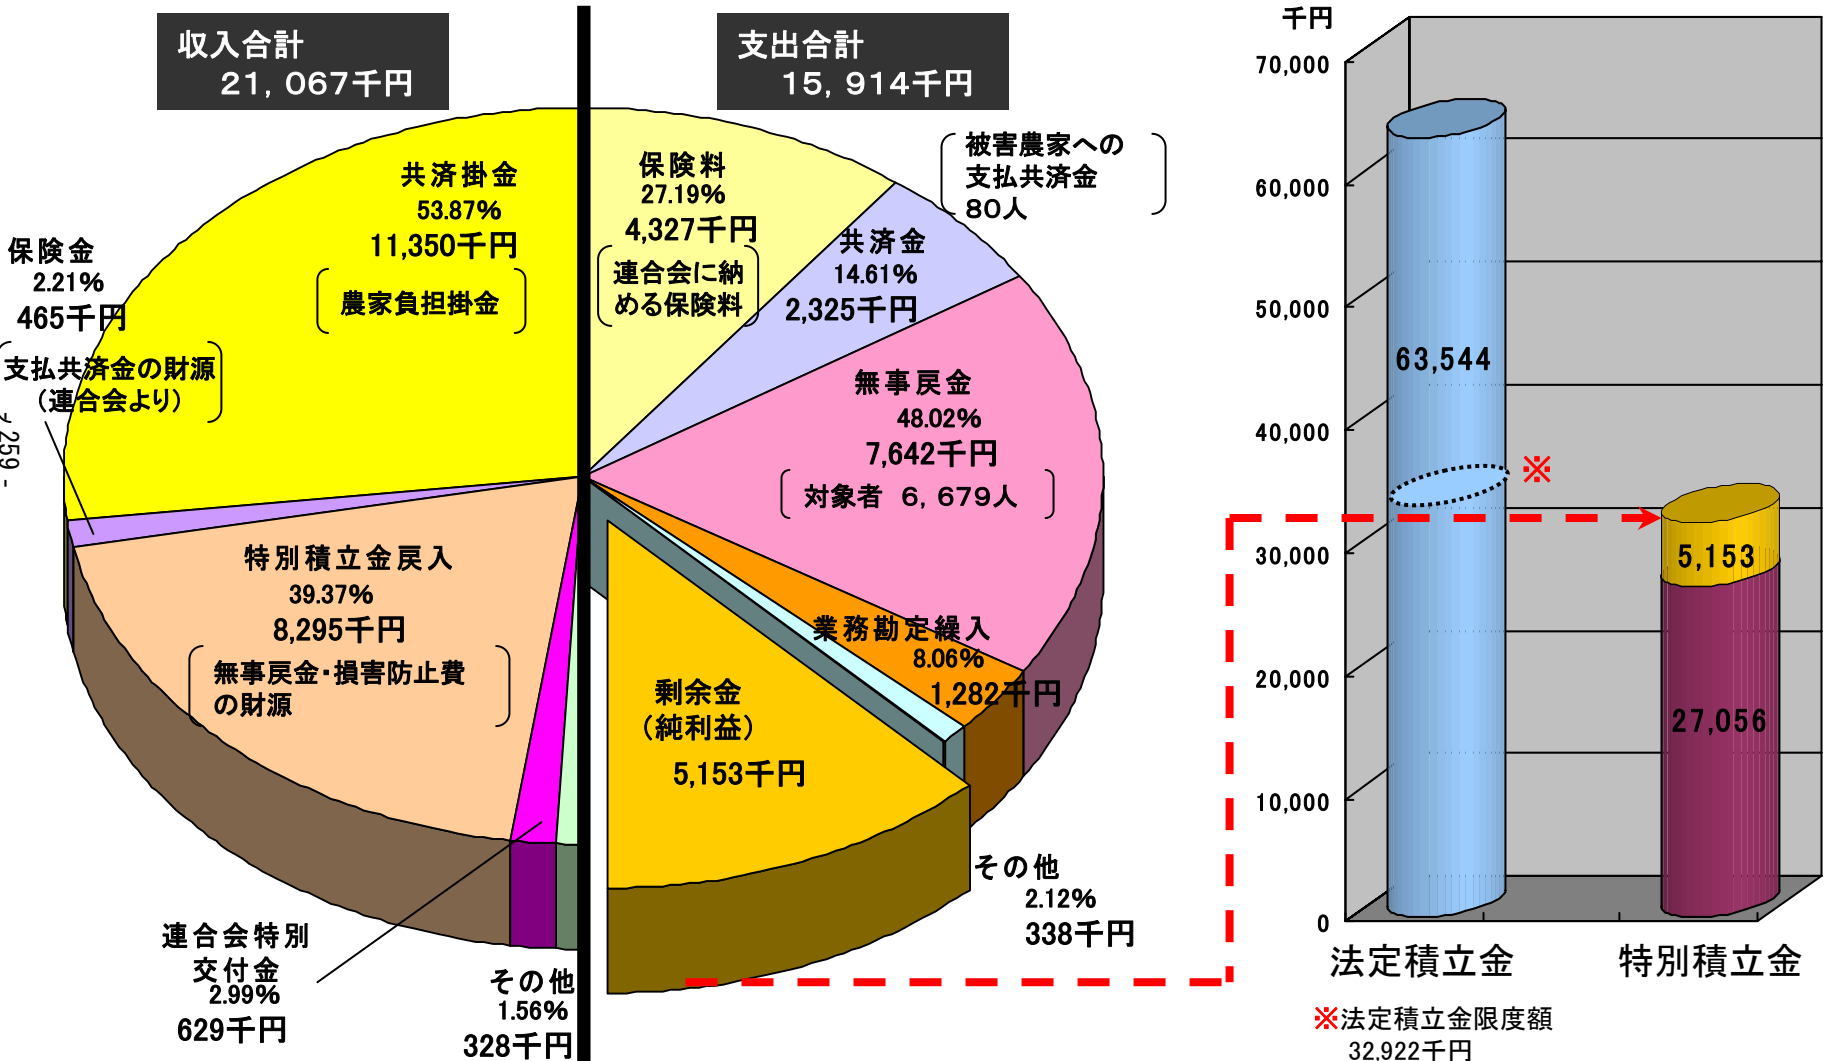 収入合計
21,067千円
支出合計
15,914千円
共済掛金
53.87%
11,350千円
農家負担掛金
保険金
2.21%
465千円
支払共済金の財源
(連合会より)
259 -
特別積立金戻入
39.37%
8,295千円
無事戻金・損害防止費
の財源
連合会特別
交付金
2.99%
629千円
その他
1.56%
328千円
保険料
27.19%
4,327千円
連合会に納
める保険料
被害農家への
支払共済金
80人
共済金
14.61%
2,325千円
無事戻金
48.02%
7,642千円
対象者 6,679人
業務勘定繰入
8.06%
1,282千円
剰余金
(純利益)
5,153千円
その他
2.12%
338千円
千円
70,000
60,000
50,000
40,000
30,000
20,000
10,000
0
63,544
※
5,153
27,056
法定積立金
特別積立金
※法定積立金限度額
32,922千円